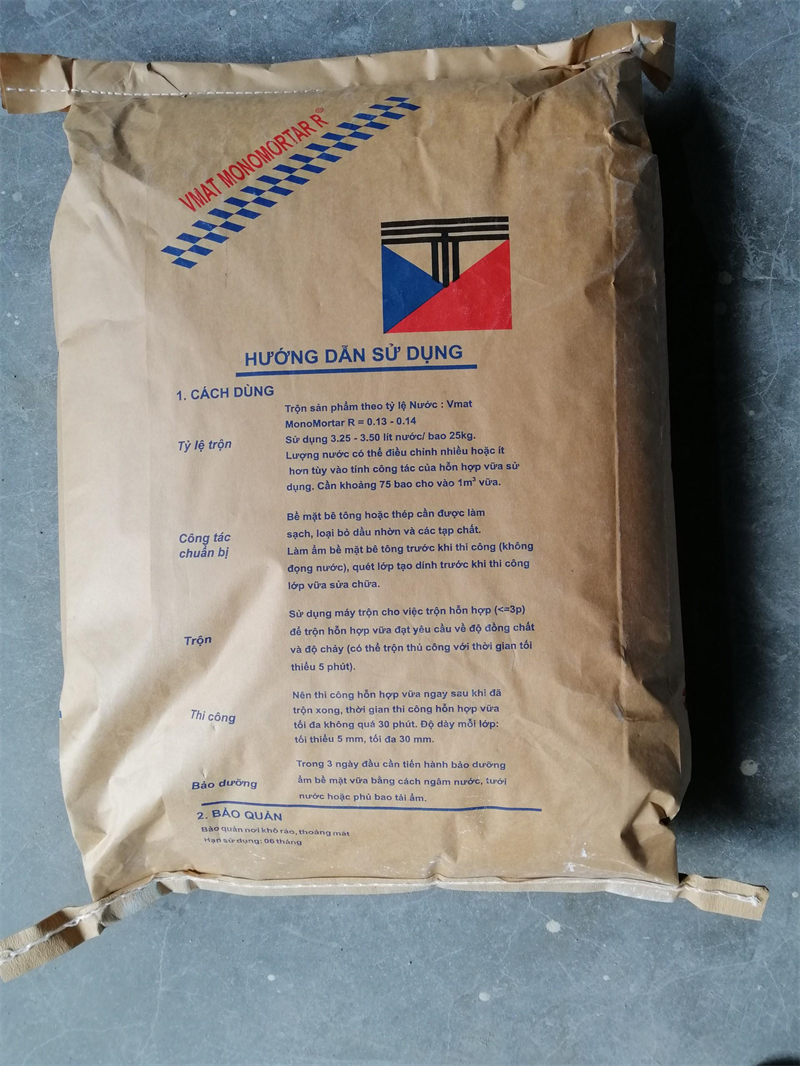 VMAT MONOMORTAR R®
HƯỚNG DẪN SỬ DỤNG
1. CÁCH DÙNG
Tỷ lệ trộn
Trộn sản phẩm theo tỷ lệ Nước : Vmat
MonoMortar R = 0.13 - 0.14
Sử dụng 3.25 - 3.50 lít nước/ bao 25kg.
Lượng nước có thể điều chỉnh nhiều hoặc ít
hơn tùy vào tính công tác của hỗn hợp vữa sử
dụng. Cần khoảng 75 bao cho vào 1m³ vữa.
Công tác
chuẩn bị
Bề mặt bê tông hoặc thép cần được làm
sạch, loại bỏ dầu nhờn và các tạp chất.
Làm ẩm bề mặt bê tông trước khi thi công (không
đọng nước), quét lớp tạo dính trước khi thi công
lớp vữa sửa chữa.
Trộn
Sử dụng máy trộn cho việc trộn hỗn hợp (<=3p)
để trộn hỗn hợp vữa đạt yêu cầu về độ đồng chất
và độ chảy (có thể trộn thủ công với thời gian tối
thiểu 5 phút).
Thi công
Nên thi công hỗn hợp vữa ngay sau khi đã
trộn xong, thời gian thi công hỗn hợp vữa
tối đa không quá 30 phút. Độ dày mỗi lớp:
tối thiểu 5 mm, tối đa 30 mm.
Bảo dưỡng
Trong 3 ngày đầu cần tiến hành bảo dưỡng
ẩm bề mặt vữa bằng cách ngâm nước, tưới
nước hoặc phủ bao tải ẩm.
2. BẢO QUẢN
Bảo quản nơi khô ráo, thoáng mát
Hạn sử dụng: 06 tháng